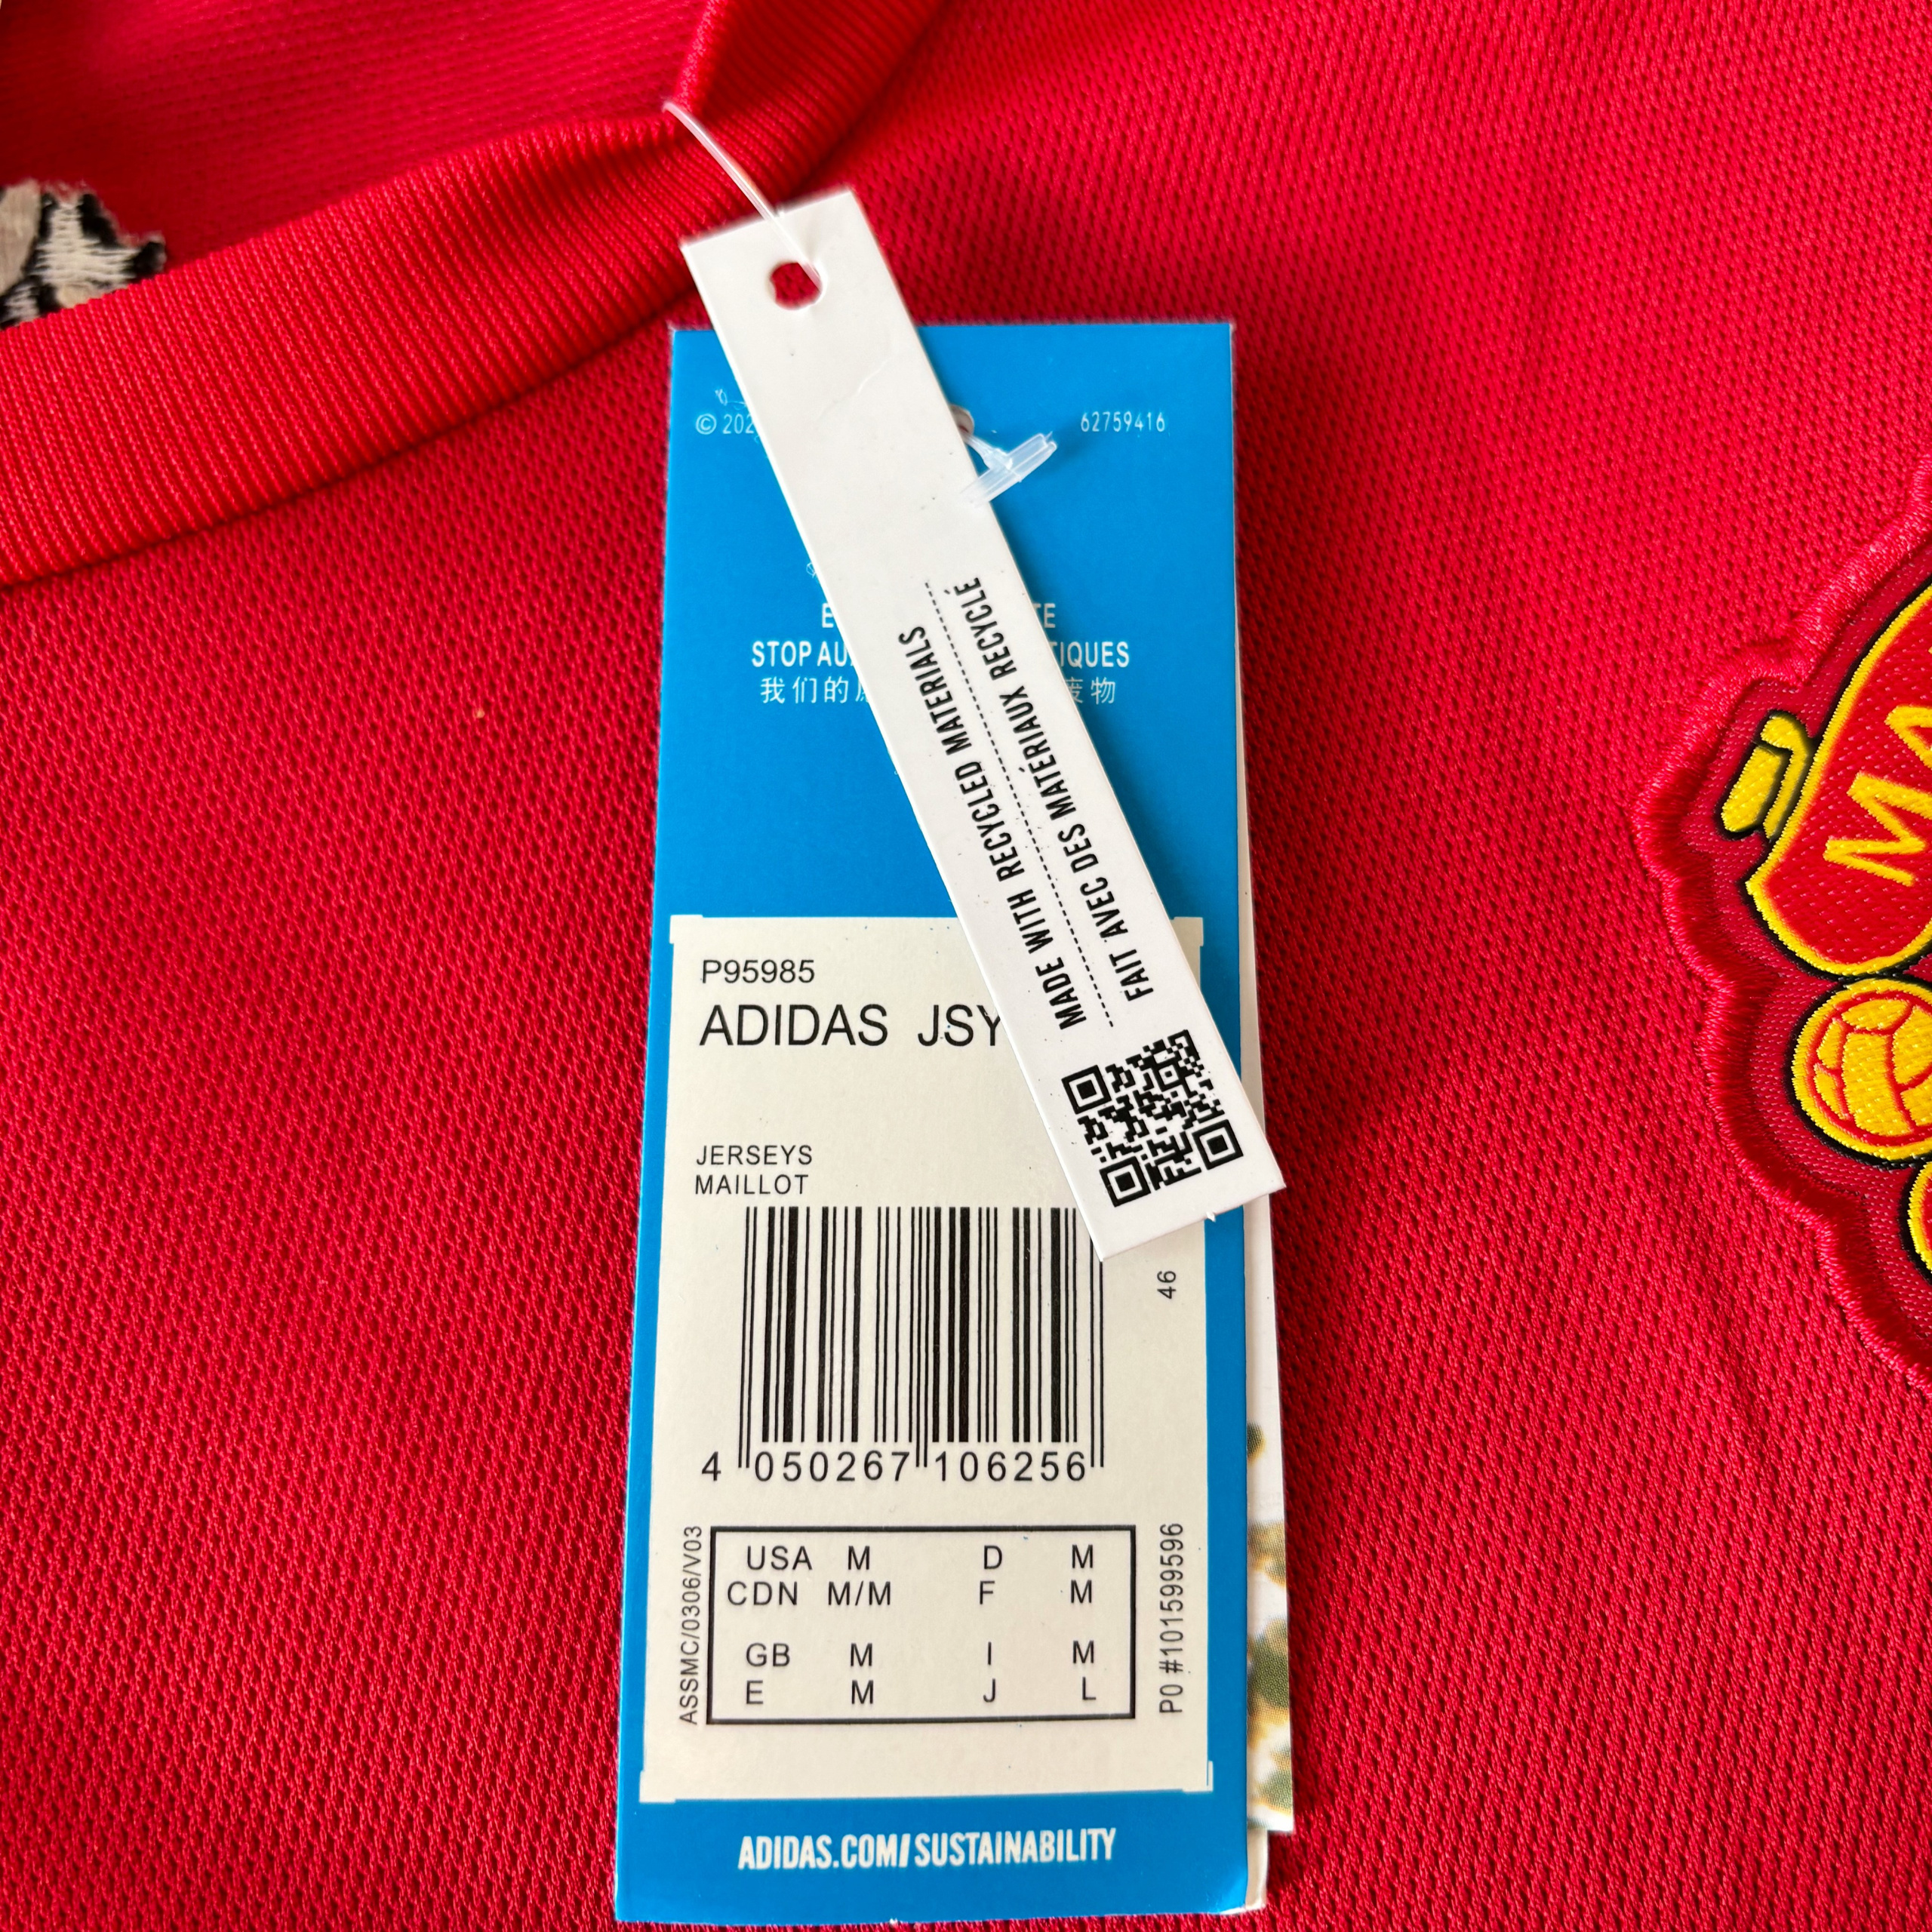 © 202
62759416
STOP AU
TIQUES
我们的
废物
MADE WITH RECYCLED MATERIALS
FAIT AVEC DES MATÉRIAUX RECYCLÉ
P95985
ADIDAS JSY
JERSEYS
MAILLOT
46
4 050267 106256
ASSMC/0306/V03
USA M D M
CDN M/M F M
GB M I M
E M J L
PO #101599596
ADIDAS.COM/SUSTAINABILITY
MA